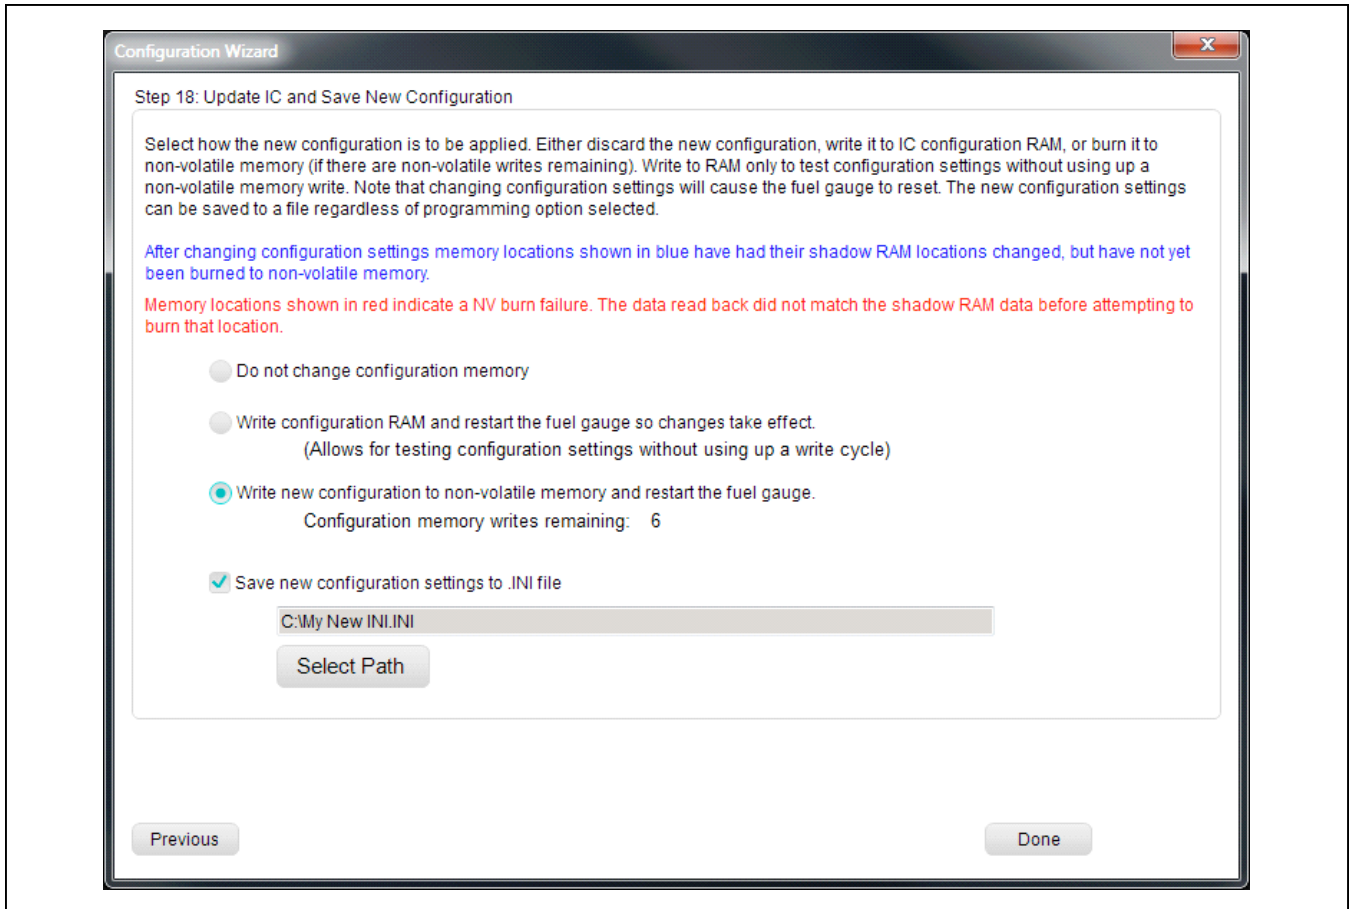 Configuration Wizard
x
Step 18: Update IC and Save New Configuration
Select how the new configuration is to be applied. Either discard the new configuration, write it to IC configuration RAM, or burn it to
non-volatile memory (if there are non-volatile writes remaining). Write to RAM only to test configuration settings without using up a
non-volatile memory write. Note that changing configuration settings will cause the fuel gauge to reset. The new configuration settings
can be saved to a file regardless of programming option selected.
After changing configuration settings memory locations shown in blue have had their shadow RAM locations changed, but have not yet
been burned to non-volatile memory.
Memory locations shown in red indicate a NV burn failure. The data read back did not match the shadow RAM data before attempting to
burn that location.
Do not change configuration memory
Write configuration RAM and restart the fuel gauge so changes take effect.
(Allows for testing configuration settings without using up a write cycle)
Write new configuration to non-volatile memory and restart the fuel gauge.
Configuration memory writes remaining: 6
Save new configuration settings to .INI file
C:\My New INI.INI
Select Path
Previous
Done